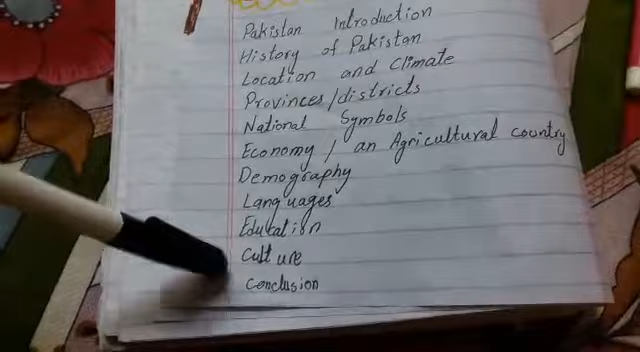 Pakistan Introduction
History of Pakistan
Location and Climate
Provinces/districts
National Symbols
Economy / an Agricultural country
Demography
Languages
Education
Culture
Conclusion